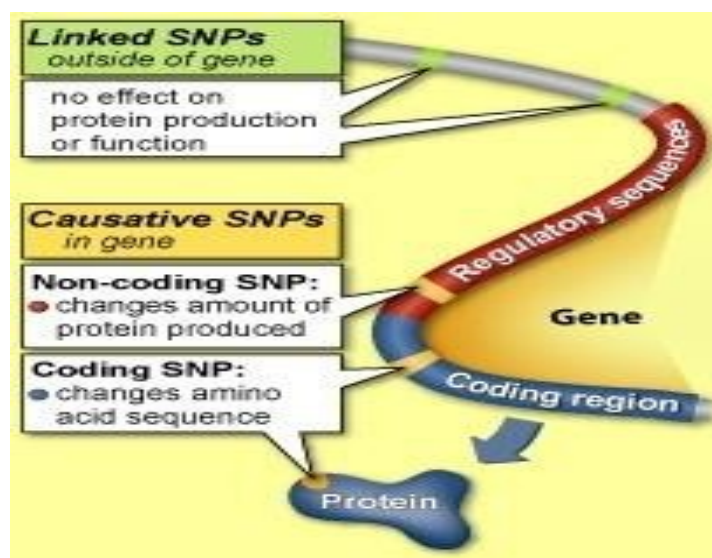 Linked SNPs
outside of gene
no effect on
protein production
or function
Causative SNPs
in gene
Non-coding SNP:
changes amount of
protein produced
Coding SNP:
changes amino
acid sequence
Regulatory sequences
Gene
Coding region
Protein